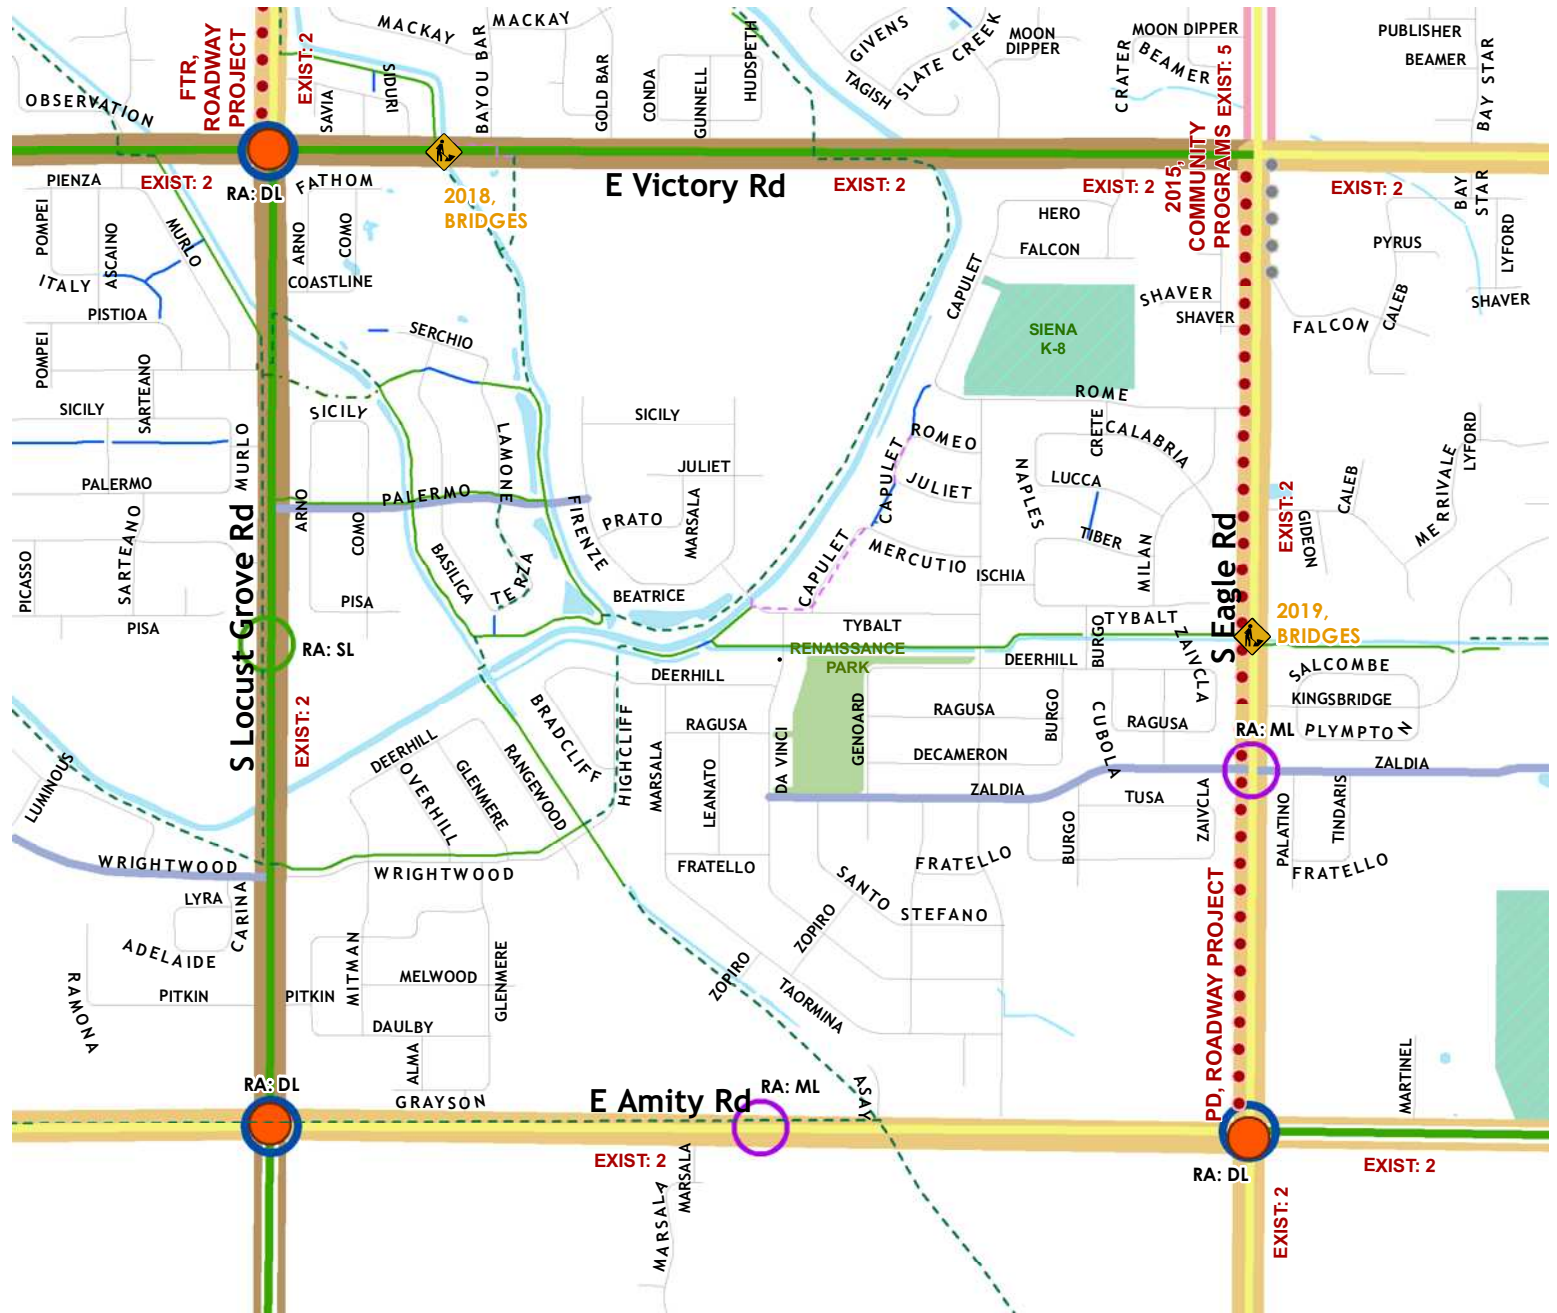 MACKAY
MACKAY
BAYOU BAR
GIVENS
SLATE CREEK
MOON
DIPPER
MOON DIPPER
PUBLISHER
BEAMER
BEAMER
BAY STAR
CRATER
TAGISH
HUDSPETH
GUNNELL
CONDA
GOLD BAR
FTR,
ROADWAY
PROJECT
EXIST: 2
SIDURI
SAVIA
OBSERVATION
EXIST: 5
2015,
COMMUNITY
PROGRAMS
PIENZA
EXIST: 2
RA: DL
FATHOM
E Victory Rd
2018,
BRIDGES
EXIST: 2
EXIST: 2
EXIST: 2
BAY
STAR
LYFORD
POMPEI
ASCAINO
MURLO
ARNO
COMO
HERO
FALCON
CAPULET
PYRUS
ITALY
COASTLINE
PISTIOA
SHAVER
SHAVER
FALCON
CALEB
SHAVER
SERCHIO
SIENA
K-8
POMPEI
SARTEANO
SICILY
SICILY
SICILY
ROME
MURLO
LAMONE
ROMEO
CRETE
CALABRIA
LYFORD
MERRIVALE
JULIET
JULIET
NAPLES
LUCCA
CALEB
PALERMO
PALERMO
CAPULET
FIRENZE
PRATO
MARSALA
S Locust Grove Rd
ARNO
COMO
SARTEANO
PICASSO
BASILICA
TERZA
MERCUTIO
TIBER
MILAN
S Eagle Rd
EXIST: 2
GIDEON
CAPULET
ISCHIA
PISA
PISA
BEATRICE
TYBALT
TYBALT
BURGO
ZAIVCLA
2019,
BRIDGES
RA: SL
RENAISSANCE
PARK
DEERHILL
DEERHILL
SALCOMBE
KINGSBRIDGE
EXIST: 2
BRADCLIFF
HIGHCLIFF
RAGUSA
GENOARD
RAGUSA
BURGO
CUBOLA
RAGUSA
RA: ML
PLYMPTON
DEERHILL
RANGEWOOD
MARSALA
LEANATO
DA VINCI
DECAMERON
ZALDIA
LUMINOUS
OVERHILL
GLENMERE
ZALDIA
TUSA
ZAIVCLA
BURGO
PALATINO
TINDARIS
WRIGHTWOOD
WRIGHTWOOD
FRATELLO
FRATELLO
FRATELLO
LYRA
CARINA
SANTO
STEFANO
ZOPIRO
PD, ROADWAY PROJECT
ADELAIDE
MITMAN
GLENMERE
MELWOOD
ZOPIRO
TAORMINA
RAMONA
PITKIN
PITKIN
DAULBY
ALMA
MARTINEL
RA: DL
GRAYSON
E Amity Rd
RA: ML
ASAY
EXIST: 2
MARSALA
MARSALA
RA: DL
EXIST: 2
EXIST: 2